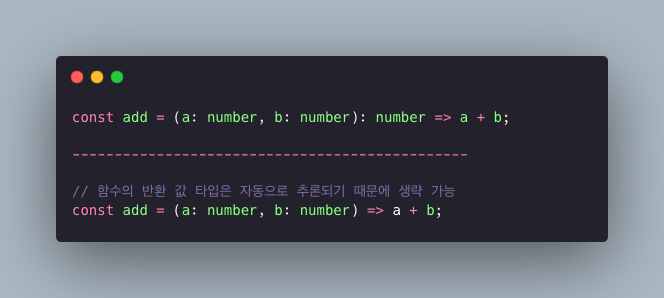 const add = (a: number, b: number): number => a + b;
-----------------------------------------------
// 함수의 반환 값 타입은 자동으로 추론되기 때문에 생략 가능
const add = (a: number, b: number) => a + b;